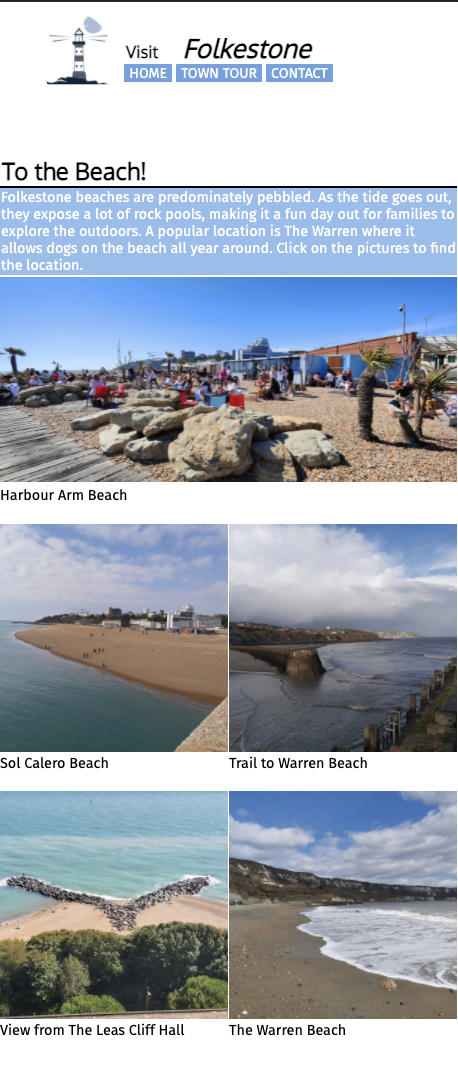 Visit Folkestone
HOME TOWN TOUR CONTACT
To the Beach!
Folkestone beaches are predominately pebbled. As the tide goes out,
they expose a lot of rock pools, making it a fun day out for families to
explore the outdoors. A popular location is The Warren where it
allows dogs on the beach all year around. Click on the pictures to find
the location.
Harbour Arm Beach
Sol Calero Beach
Trail to Warren Beach
View from The Leas Cliff Hall
The Warren Beach